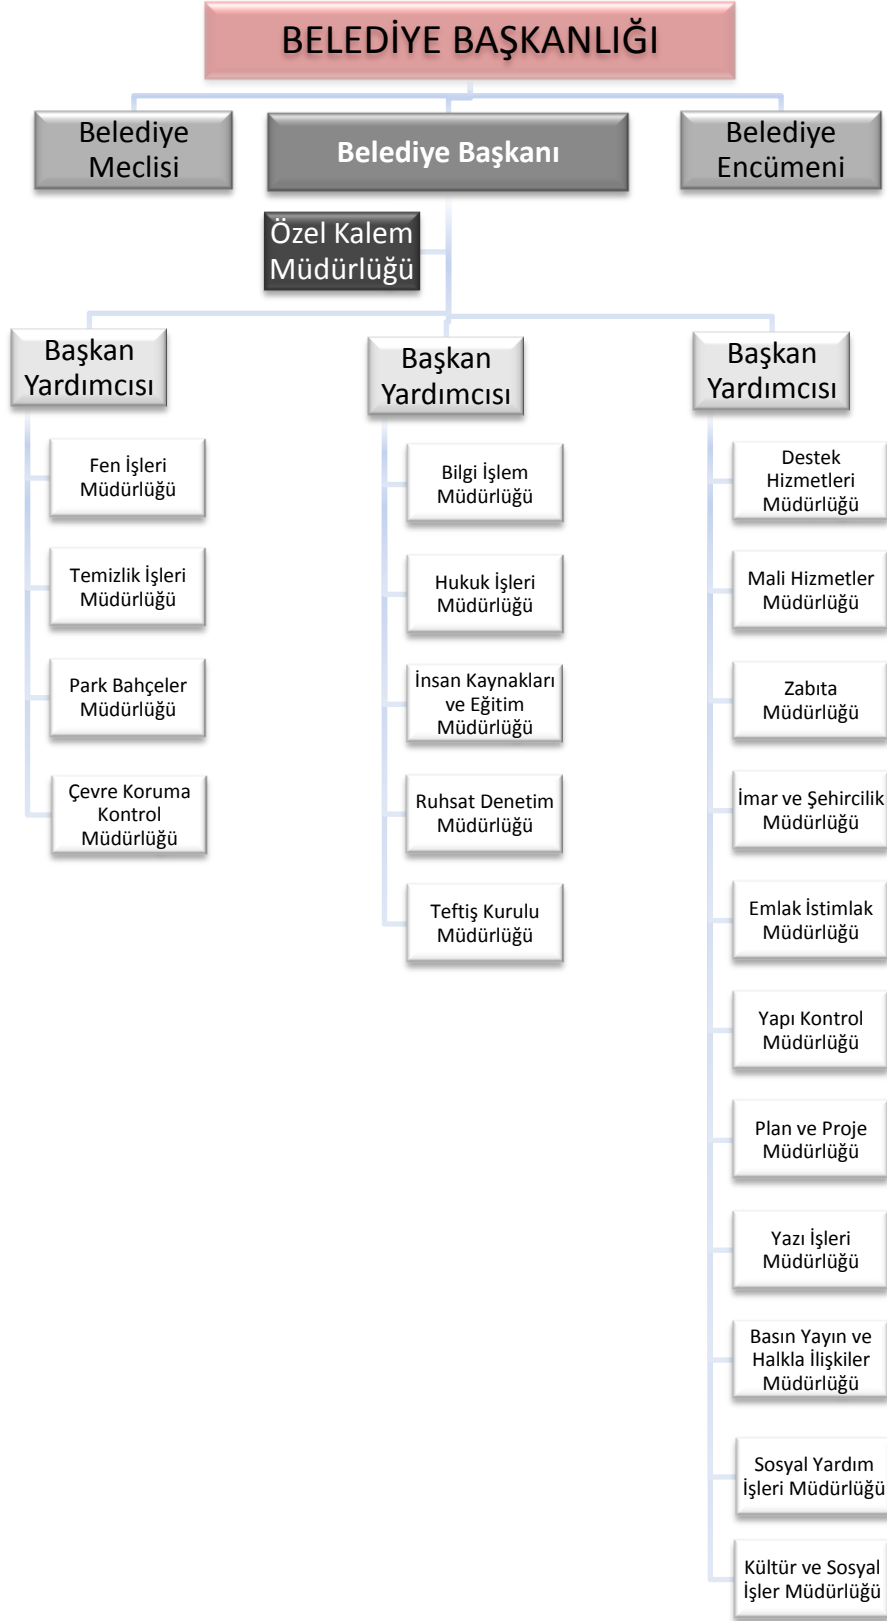 BELEDİYE BAŞKANLIĞI
Belediye
Meclisi
Belediye Başkanı
Belediye
Encümeni
Özel Kalem
Müdürlüğü
Başkan
Yardımcısı
Fen İşleri
Müdürlüğü
Temizlik İşleri
Müdürlüğü
Park Bahçeler
Müdürlüğü
Çevre Koruma
Kontrol
Müdürlüğü
Başkan
Yardımcısı
Bilgi İşlem
Müdürlüğü
Hukuk İşleri
Müdürlüğü
İnsan Kaynakları
ve Eğitim
Müdürlüğü
Ruhsat Denetim
Müdürlüğü
Teftiş Kurulu
Müdürlüğü
Başkan
Yardımcısı
Destek
Hizmetleri
Müdürlüğü
Mali Hizmetler
Müdürlüğü
Zabıta
Müdürlüğü
İmar ve Şehircilik
Müdürlüğü
Emlak İstimlak
Müdürlüğü
Yapı Kontrol
Müdürlüğü
Plan ve Proje
Müdürlüğü
Yazı İşleri
Müdürlüğü
Basın Yayın ve
Halkla İlişkiler
Müdürlüğü
Sosyal Yardım
İşleri Müdürlüğü
Kültür ve Sosyal
İşler Müdürlüğü